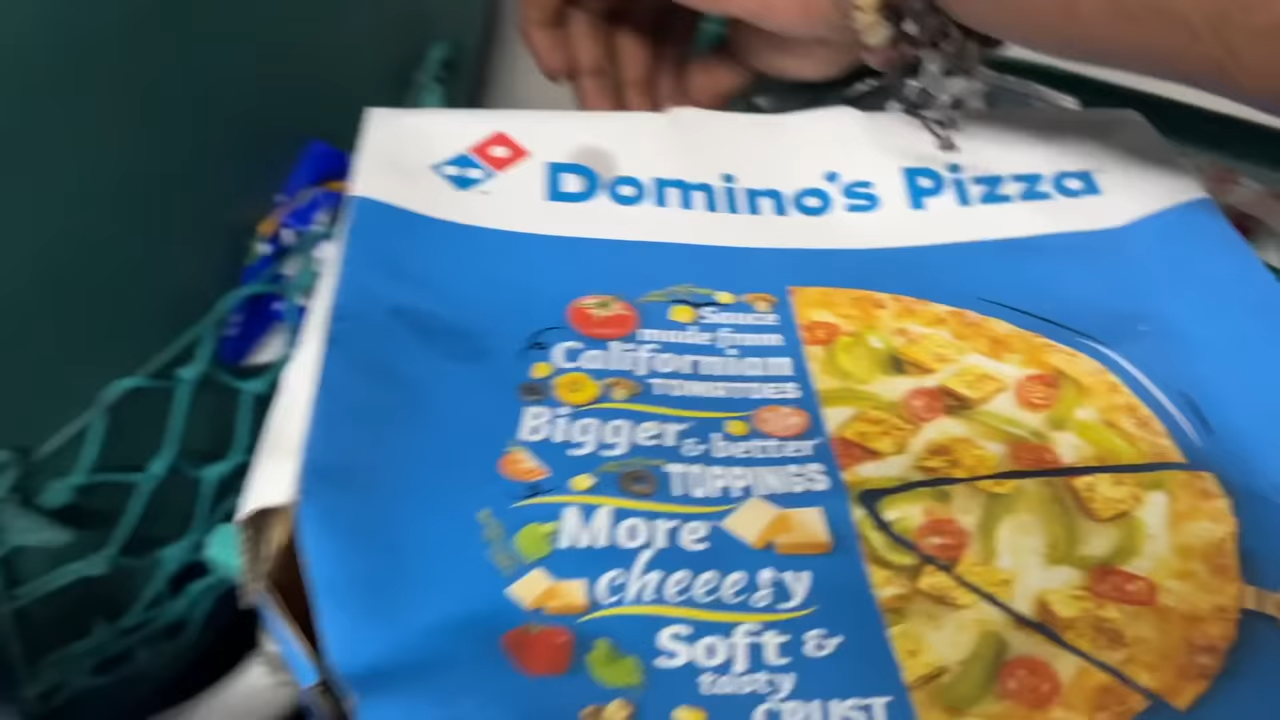 Domino's Pizza
Sauce
made from
Californian
TOMATOES
Bigger & better
TOPPINGS
More
cheeesy
Soft &
tasty
CRUST